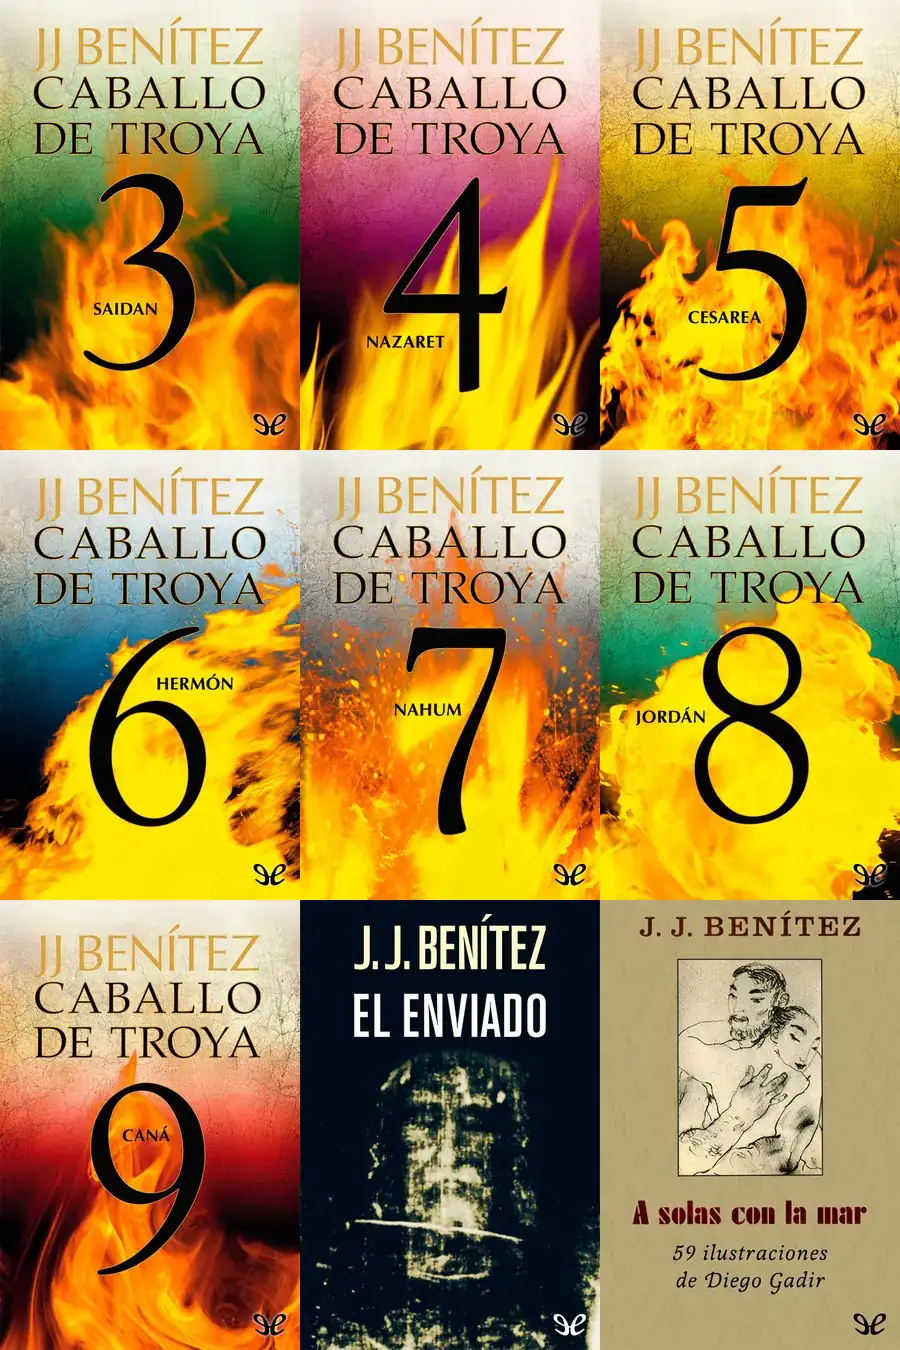 JJ BENÍTEZ
CABALLO
DE TROYA
3
SAIDAN
JJ BENÍTEZ
CABALLO
DE TROYA
4
NAZARET
JJ BENÍTEZ
CABALLO
DE TROYA
5
CESAREA
JJ BENÍTEZ
CABALLO
DE TROYA
6
HERMÓN
JJ BENÍTEZ
CABALLO
DE TROYA
7
NAHUM
JJ BENÍTEZ
CABALLO
DE TROYA
8
JORDÁN
JJ BENÍTEZ
CABALLO
DE TROYA
9
CANÁ
J. J. BENÍTEZ
EL ENVIADO
J. J. BENÍTEZ
A solas con la mar
59 ilustraciones
de Diego Gadir